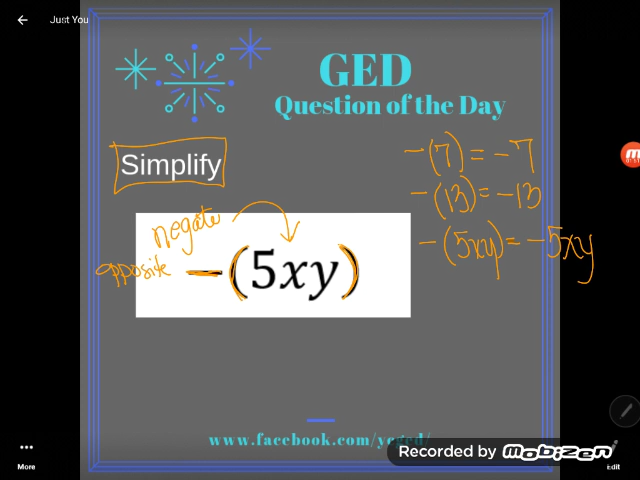 Just You
GED
Question of the Day
Simplify
-(7) = -7
-(13) = -13
-(5xy) = -5xy
negate
opposite
-(5xy)
www.facebook.com/ycged/
Recorded by MOBIZEN
More
Edit